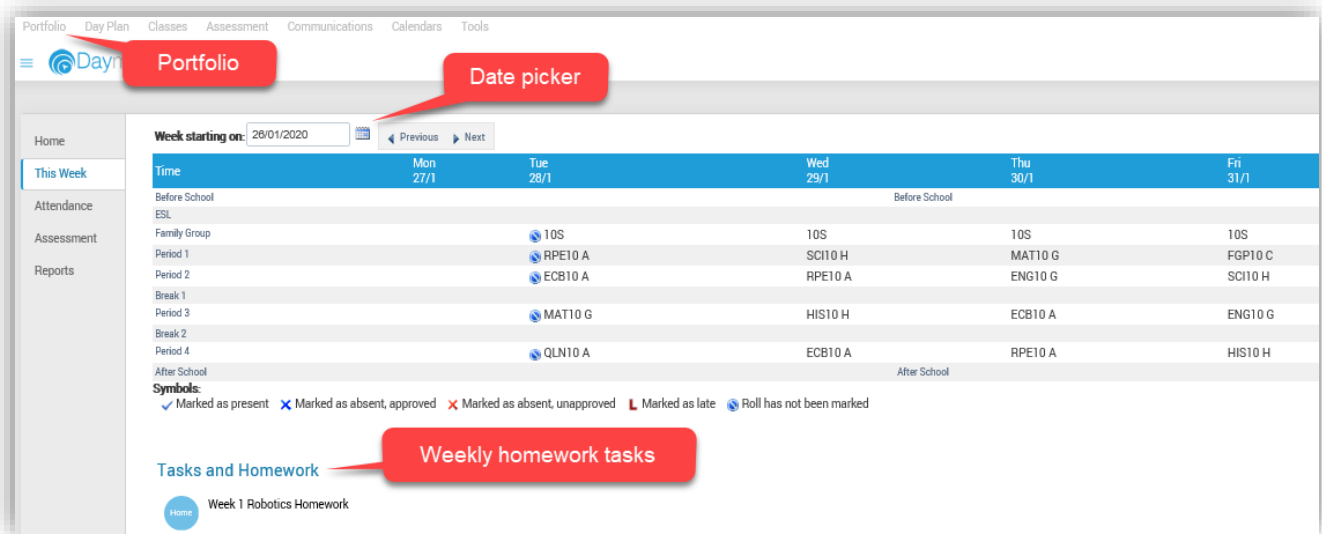 Portfolio Day Plan Classes Assessment Communications Calendars Tools
Portfolio
Date picker
Home
This Week
Attendance
Assessment
Reports
Week starting on: 26/01/2020 Previous Next
Time Mon 27/1 Tue 28/1 Wed 29/1 Thu 30/1 Fri 31/1
Before School Before School
ESL
Family Group 10S 10S 10S 10S
Period 1 RPE10 A SCI10 H MAT10 G FGP10 C
Period 2 ECB10 A RPE10 A ENG10 G SCI10 H
Break 1
Period 3 MAT10 G HIS10 H ECB10 A ENG10 G
Break 2
Period 4 QLN10 A ECB10 A RPE10 A HIS10 H
After School After School
Symbols:
Marked as present Marked as absent, approved Marked as absent, unapproved L Marked as late Roll has not been marked
Weekly homework tasks
Tasks and Homework
Home Week 1 Robotics Homework